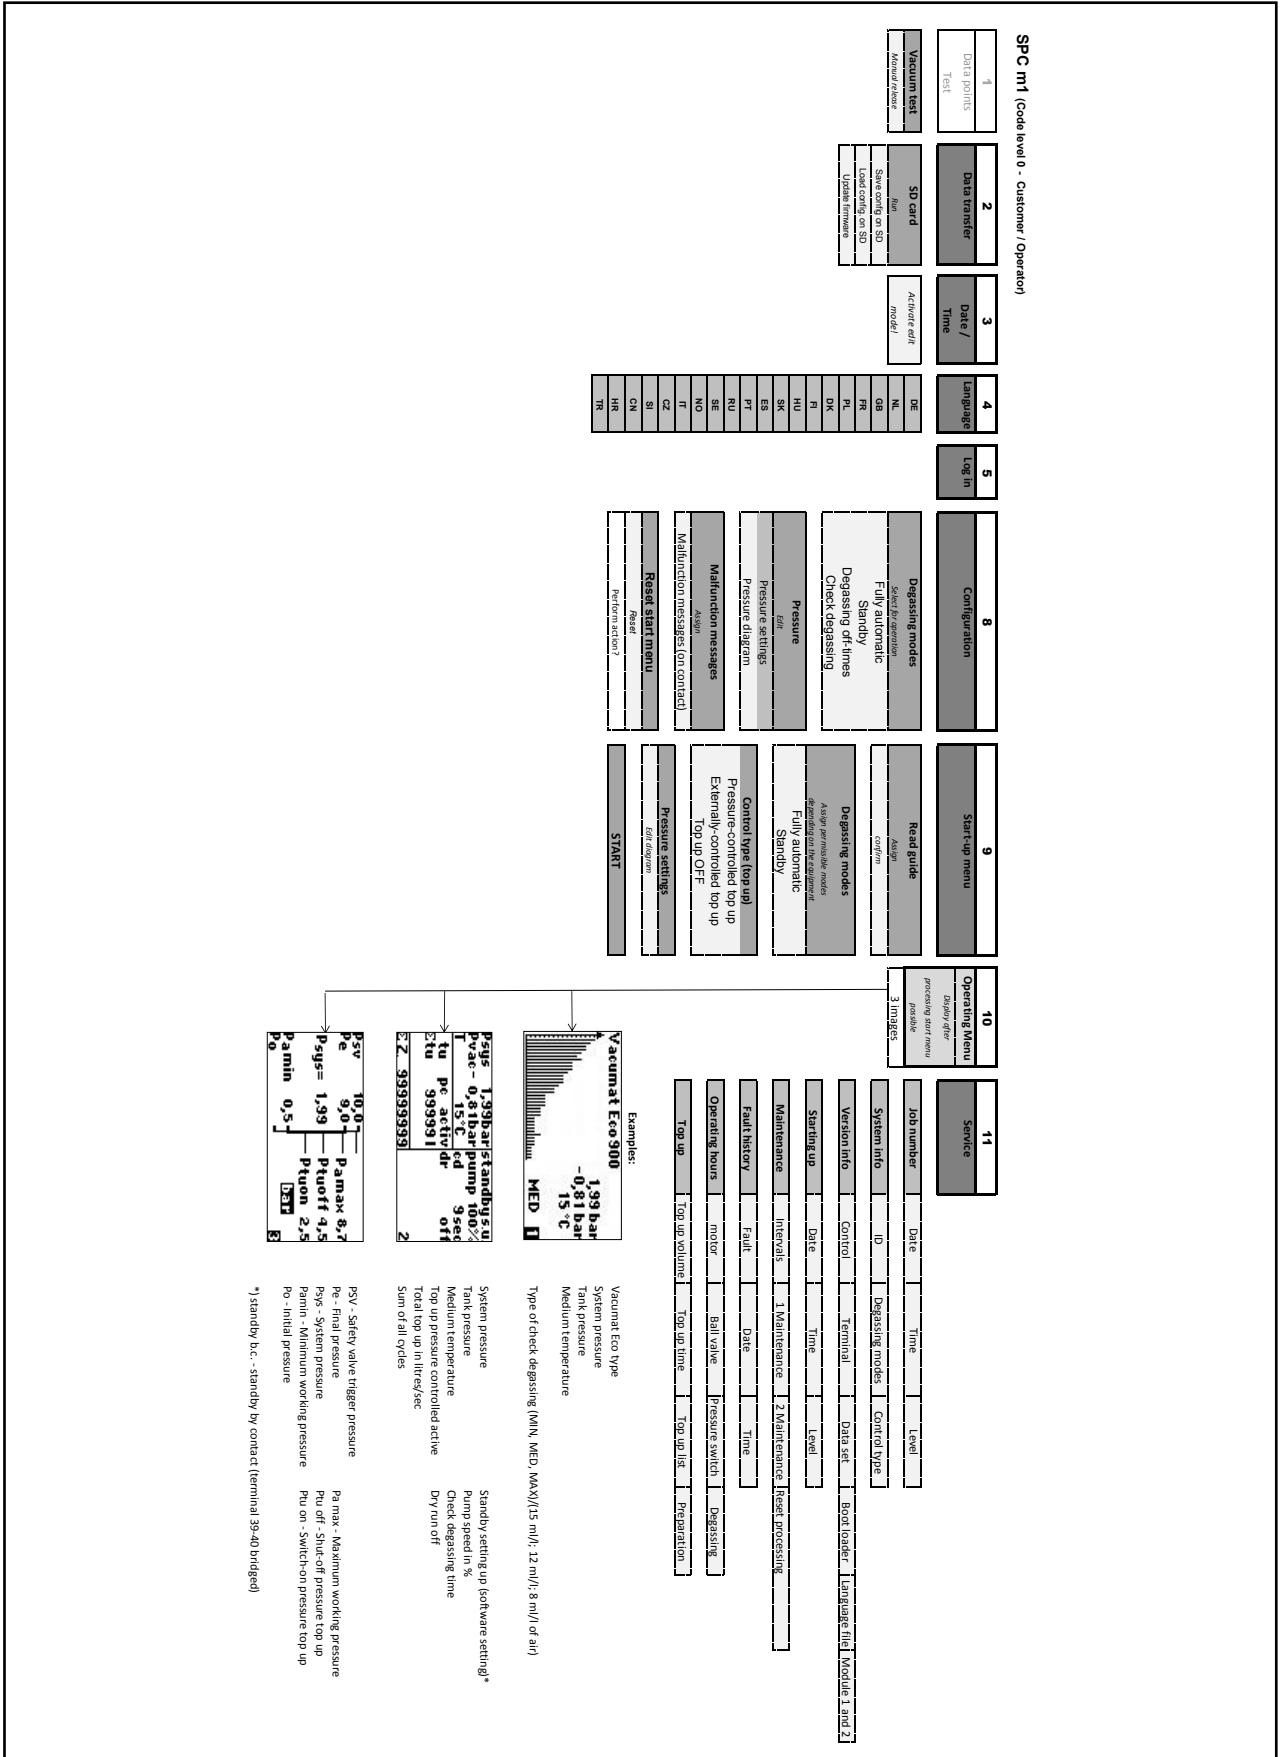 SPC m1 (Code level 0 - Customer / Operator)
1
Data points
Test
Vacuum test
Manual release
2
Data transfer
SD card
Run
Save config on SD
Load config. on SD
Update firmware
3
Date /
Time
Activate edit
mode!
4
Language
DE
NL
GB
FR
PL
DK
FI
HU
SK
ES
PT
RU
SE
NO
IT
CZ
SI
CN
HR
TR
5
Log in
8
Configuration
Degassing modes
Select for operation
Fully automatic
Standby
Degassing off-times
Check degassing
Pressure
Edit
Pressure settings
Pressure diagram
Malfunction messages
Assign
Malfunction messages (on contact)
Reset start menu
Reset
Perform action?
9
Start-up menu
Read guide
Assign
confirm
Degassing modes
Assign permissible modes
depending on the equipment
Fully automatic
Standby
Control type (top up)
Pressure-controlled top up
Externally-controlled top up
Top up OFF
Pressure settings
Edit diagram
START
10
Operating Menu
Display after
processing start menu
possible
3 images
11
Service
Job number Date Time Level
System info ID Degassing modes Control type
Version info Control Terminal Data set Boot loader Language file Module 1 and 2
Starting up Date Time Level
Maintenance Intervals 1 Maintenance 2 Maintenance Reset processing
Fault history Fault Date Time
Operating hours motor Ball valve Pressure switch Degassing
Top up Top up volume Top up time Top up list Preparation
Examples:
Vacumat Eco900
1,99 bar
-0,81 bar
15 °C
MED 1
Vacumat Eco type
System pressure
Tank pressure
Medium temperature
Type of check degassing (MIN, MED, MAX)/(15 ml/l; 12 ml/l; 8 ml/l of air)
Psys 1,99bar standbysu
Pvac- 0,81bar pump 100%
T 15°C cd 9sec
tu pc activ dr off
Σtu 999991
ΣZ. 99999999 2
System pressure Standby setting up (software setting)*
Tank pressure Pump speed in %
Medium temperature Check degassing time
Top up pressure controlled active Dry run off
Total top up in litres/sec
Sum of all cycles
Psv 10,0
Pe 9,0 Pamax 8,7
Psys= 1,99 Ptuoff 4,5
Pamin 0,5 Ptuon 2,5
Po bar 3
PSV - Safety valve trigger pressure
Pe - Final pressure Pa max - Maximum working pressure
Psys - System pressure Ptu off - Shut-off pressure top up
Pamin - Minimum working pressure Ptu on - Switch-on pressure top up
Po - Initial pressure
*) standby b.c. - standby by contact (terminal 39-40 bridged)